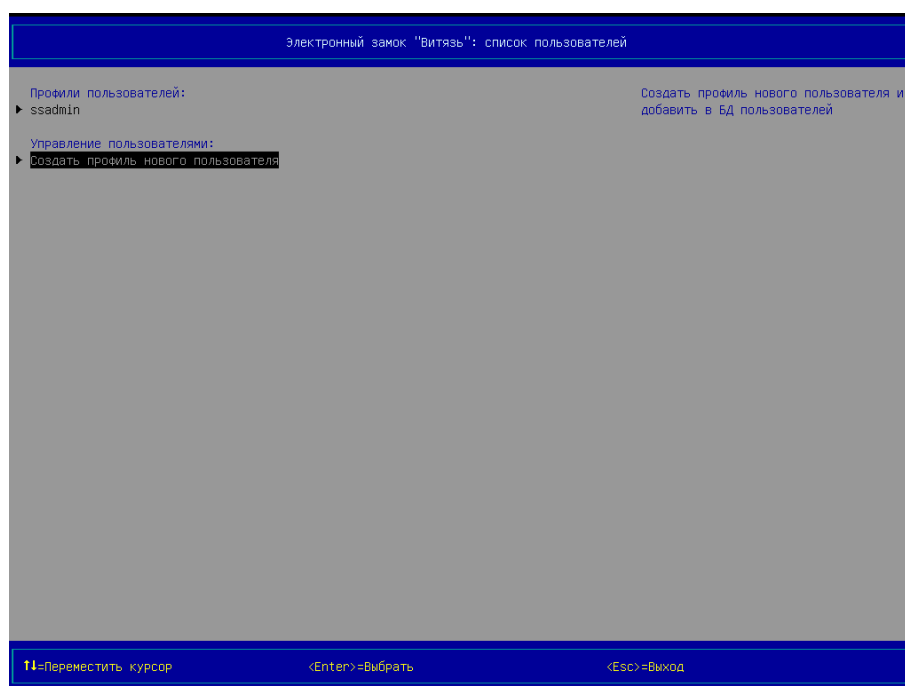 Электронный замок "Витязь": список пользователей
Профили пользователей:
ssadmin
Создать профиль нового пользователя и
добавить в БД пользователей
Управление пользователями:
Создать профиль нового пользователя
↑↓=Переместить курсор <Enter>=Выбрать <Esc>=Выход